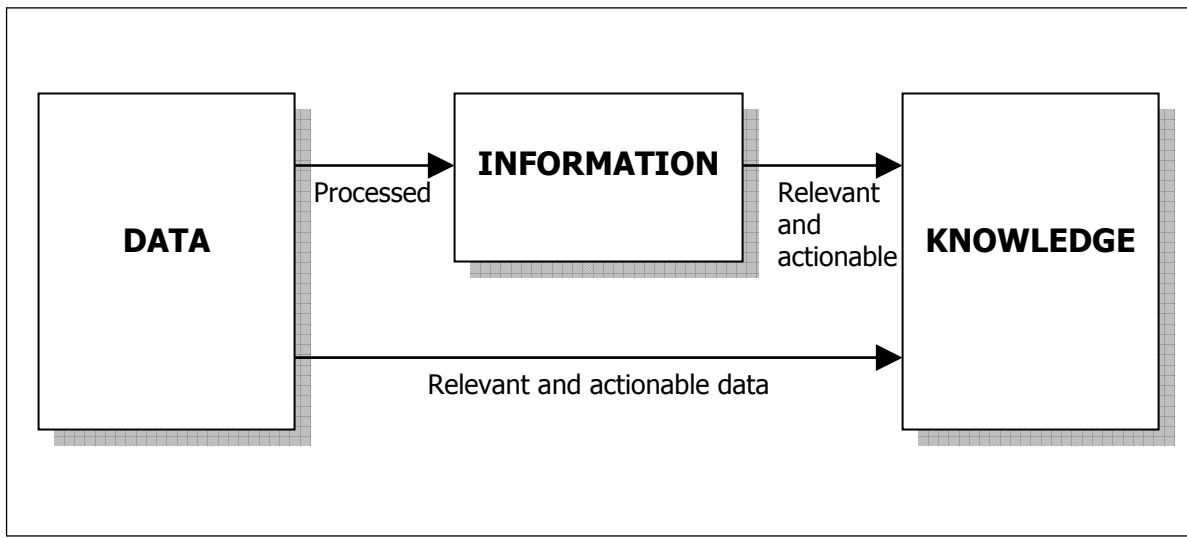 DATA
Processed
INFORMATION
Relevant
and
actionable
KNOWLEDGE
Relevant and actionable data